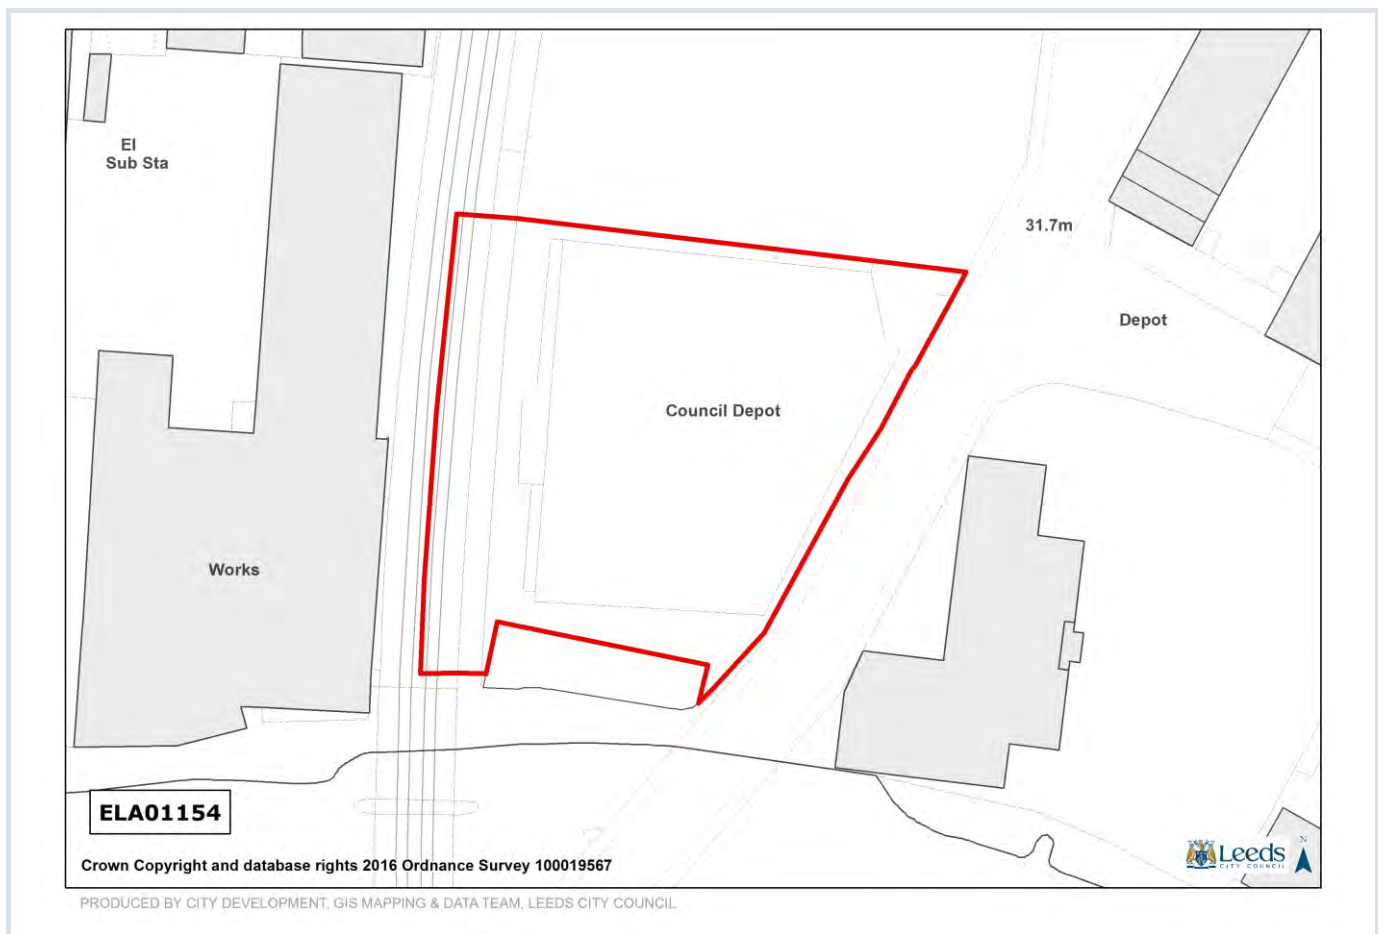 El
Sub Sta
31.7m
Depot
Council Depot
Works
ELA01154
Crown Copyright and database rights 2016 Ordnance Survey 100019567
N
Leeds
CITY COUNCIL
PRODUCED BY CITY DEVELOPMENT, GIS MAPPING & DATA TEAM, LEEDS CITY COUNCIL